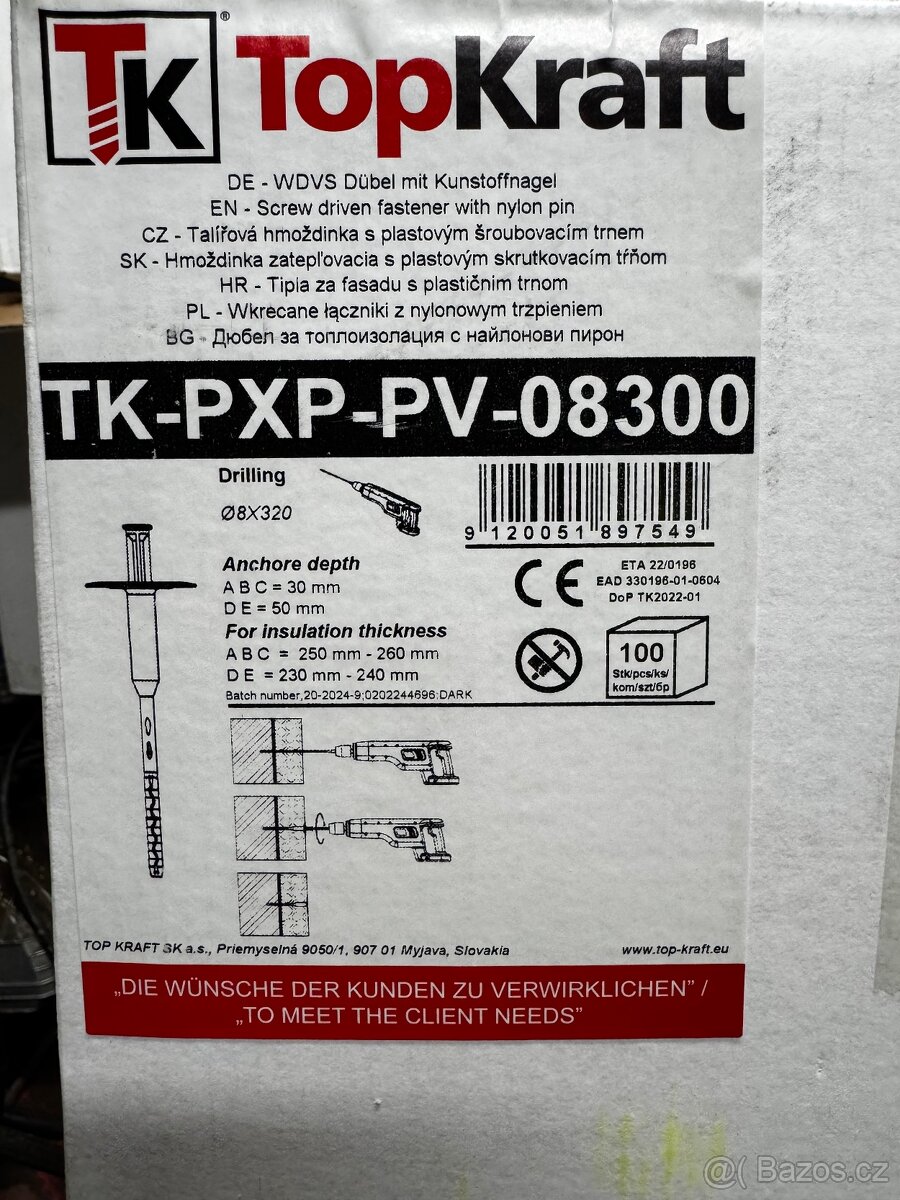 TK®
TopKraft
DE - WDVS Dübel mit Kunstoffnagel
EN - Screw driven fastener with nylon pin
CZ - Talířová hmoždinka s plastovým šroubovacím trnem
SK - Hmoždinka zatepľovacia s plastovým skrutkovacím tŕňom
HR - Tipla za fasadu s plastičnim trnom
PL - Wkrecane łączniki z nylonowym trzpieniem
BG - Дюбел за топлоизолация с найлонови пирон
TK-PXP-PV-08300
Drilling
Ø8X320
9 120051 897549
Anchore depth
A B C = 30 mm
D E = 50 mm
For insulation thickness
A B C = 250 mm - 260 mm
D E = 230 mm - 240 mm
Batch number,20-2024-9;0202244696;DARK
CE
ETA 22/0196
EAD 330196-01-0604
DoP TK2022-01
100
Stk/pcs/ks/
kom/szt/бр
TOP KRAFT SK a.s., Priemyselná 9050/1, 907 01 Myjava, Slovakia
www.top-kraft.eu
„DIE WÜNSCHE DER KUNDEN ZU VERWIRKLICHEN” /
„TO MEET THE CLIENT NEEDS”
@( Bazos.cz